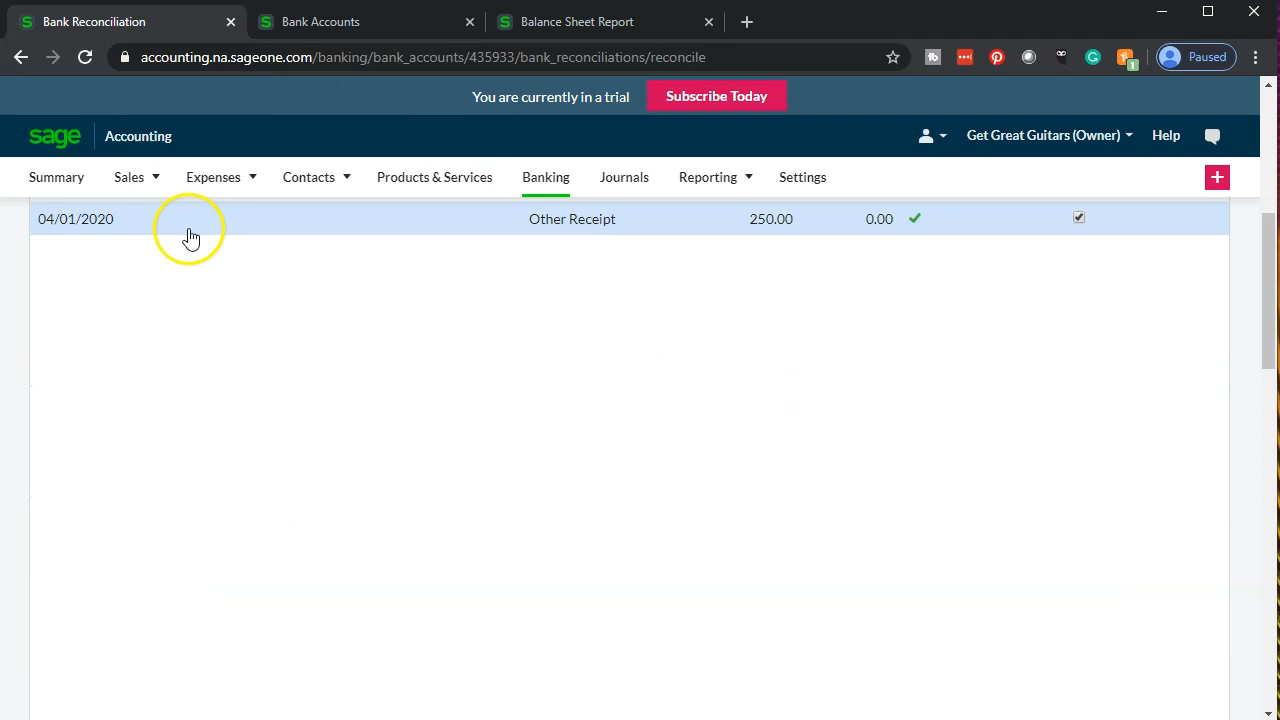 Bank Reconciliation
Bank Accounts
Balance Sheet Report
accounting.na.sageone.com/banking/bank_accounts/435933/bank_reconciliations/reconcile
1
Paused
You are currently in a trial
Subscribe Today
sage
Accounting
Get Great Guitars (Owner)
Help
Summary
Sales
Expenses
Contacts
Products & Services
Banking
Journals
Reporting
Settings
04/01/2020 Other Receipt 250.00 0.00